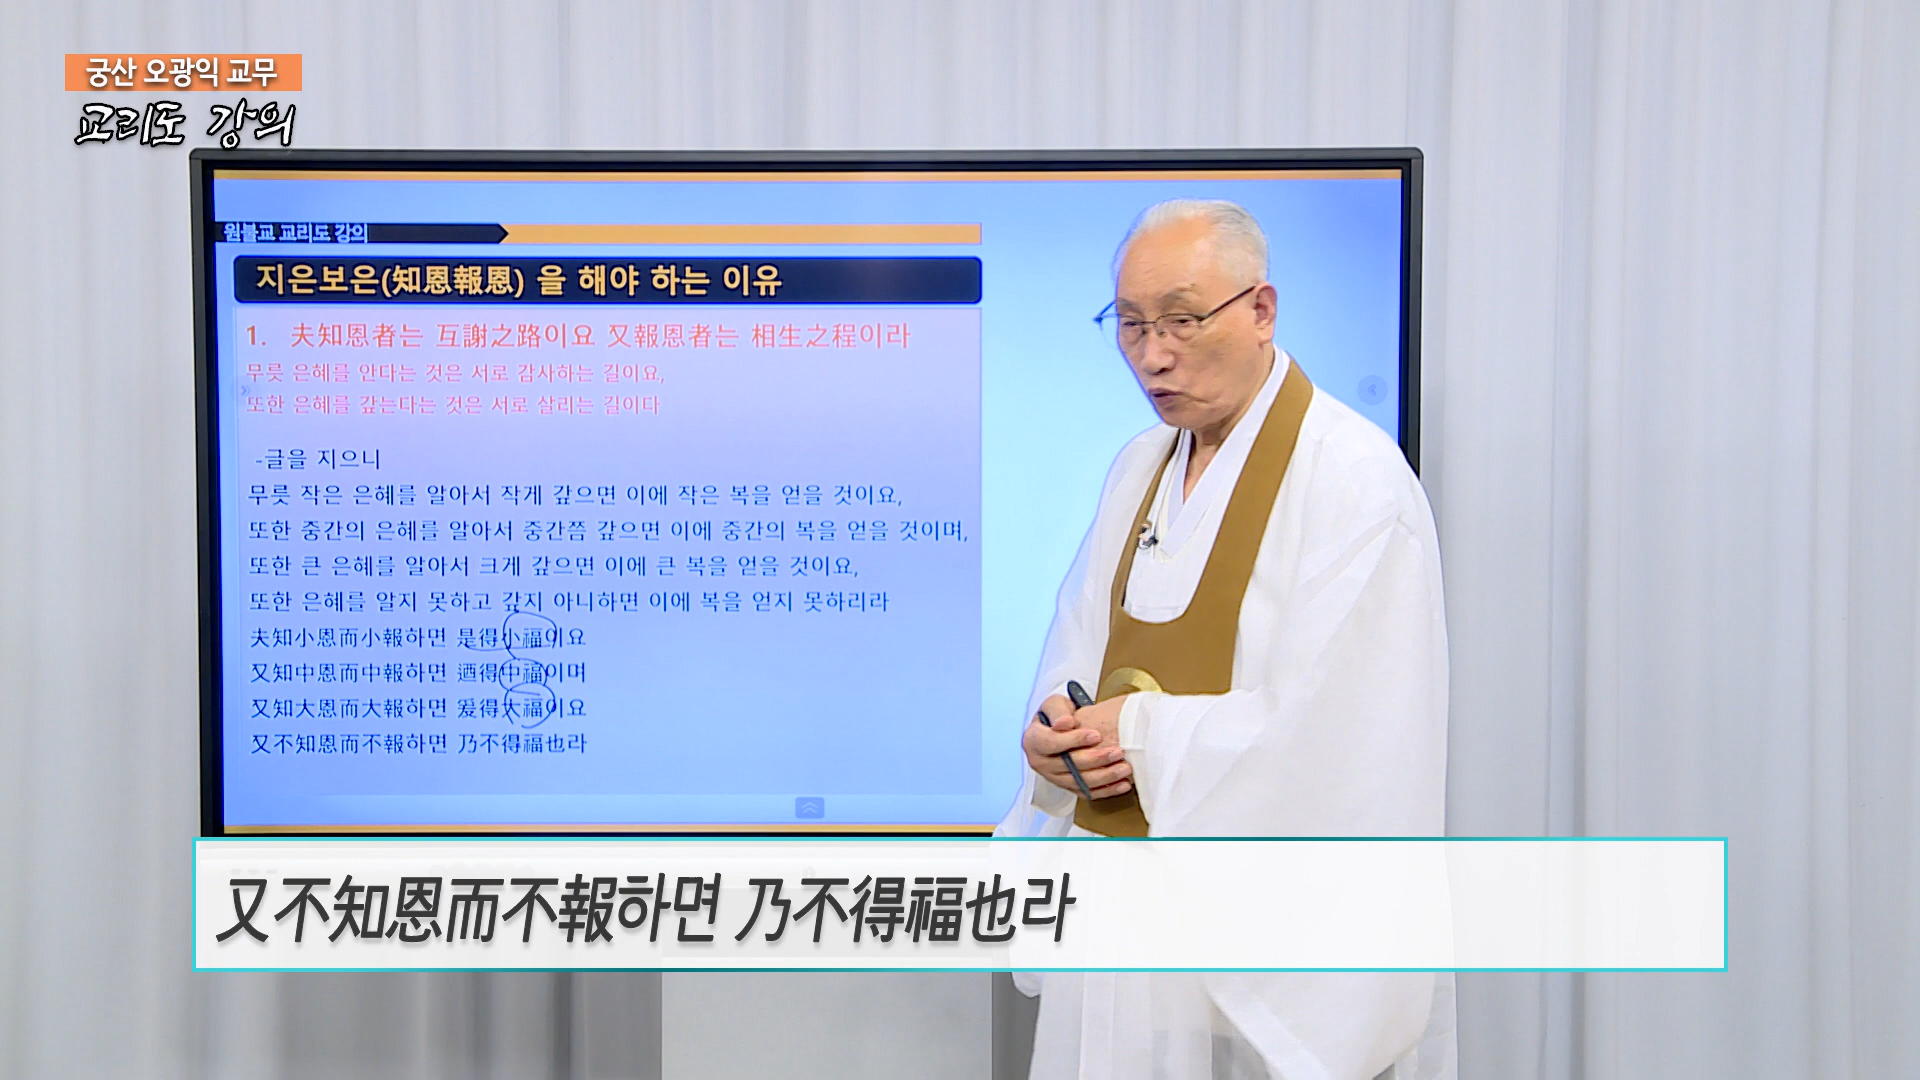 궁산 오광익 교무
교리도 강의
원불교 교리도 강의
지은보은(知恩報恩) 을 해야 하는 이유
1. 夫知恩者는 互謝之路이요 又報恩者는 相生之程이라
무릇 은혜를 안다는 것은 서로 감사하는 길이요,
또한 은혜를 갚는다는 것은 서로 살리는 길이다
-글을 지으니
무릇 작은 은혜를 알아서 작게 갚으면 이에 작은 복을 얻을 것이요,
또한 중간의 은혜를 알아서 중간쯤 갚으면 이에 중간의 복을 얻을 것이며,
또한 큰 은혜를 알아서 크게 갚으면 이에 큰 복을 얻을 것이요,
또한 은혜를 알지 못하고 갚지 아니하면 이에 복을 얻지 못하리라
夫知小恩而小報하면 是得小福이요
又知中恩而中報하면 迺得中福이며
又知大恩而大報하면 爰得大福이요
又不知恩而不報하면 乃不得福也라
又不知恩而不報하면 乃不得福也라